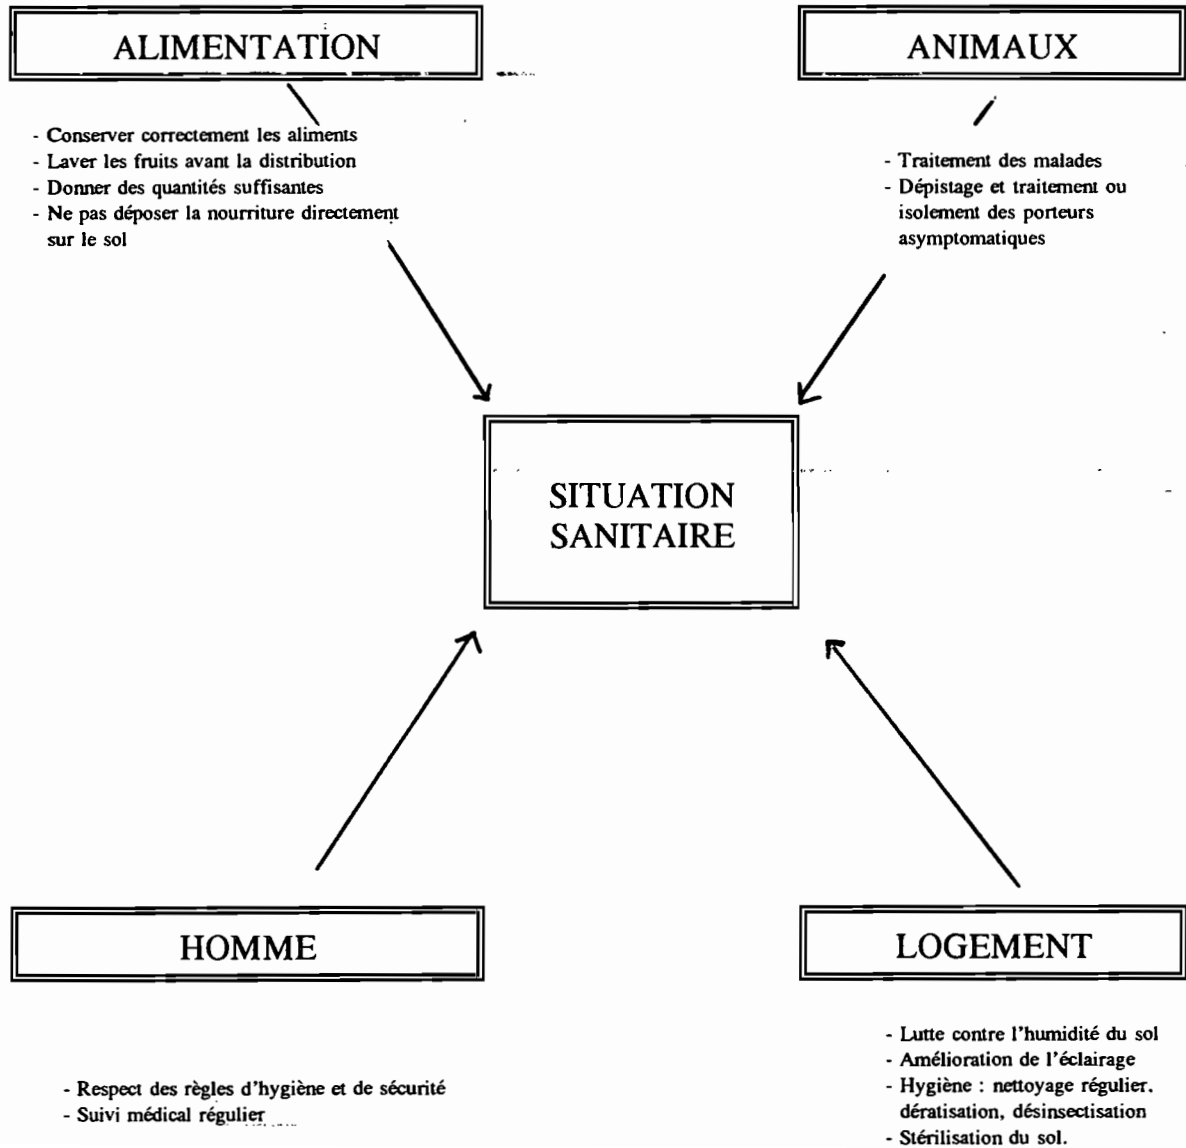 ALIMENTATION
- Conserver correctement les aliments
- Laver les fruits avant la distribution
- Donner des quantités suffisantes
- Ne pas déposer la nourriture directement
sur le sol
ANIMAUX
- Traitement des malades
- Dépistage et traitement ou
isolement des porteurs
asymptomatiques
SITUATION
SANITAIRE
HOMME
- Respect des règles d'hygiène et de sécurité
- Suivi médical régulier
LOGEMENT
- Lutte contre l'humidité du sol
- Amélioration de l'éclairage
- Hygiène : nettoyage régulier.
dératisation, désinsectisation
- Stérilisation du sol.